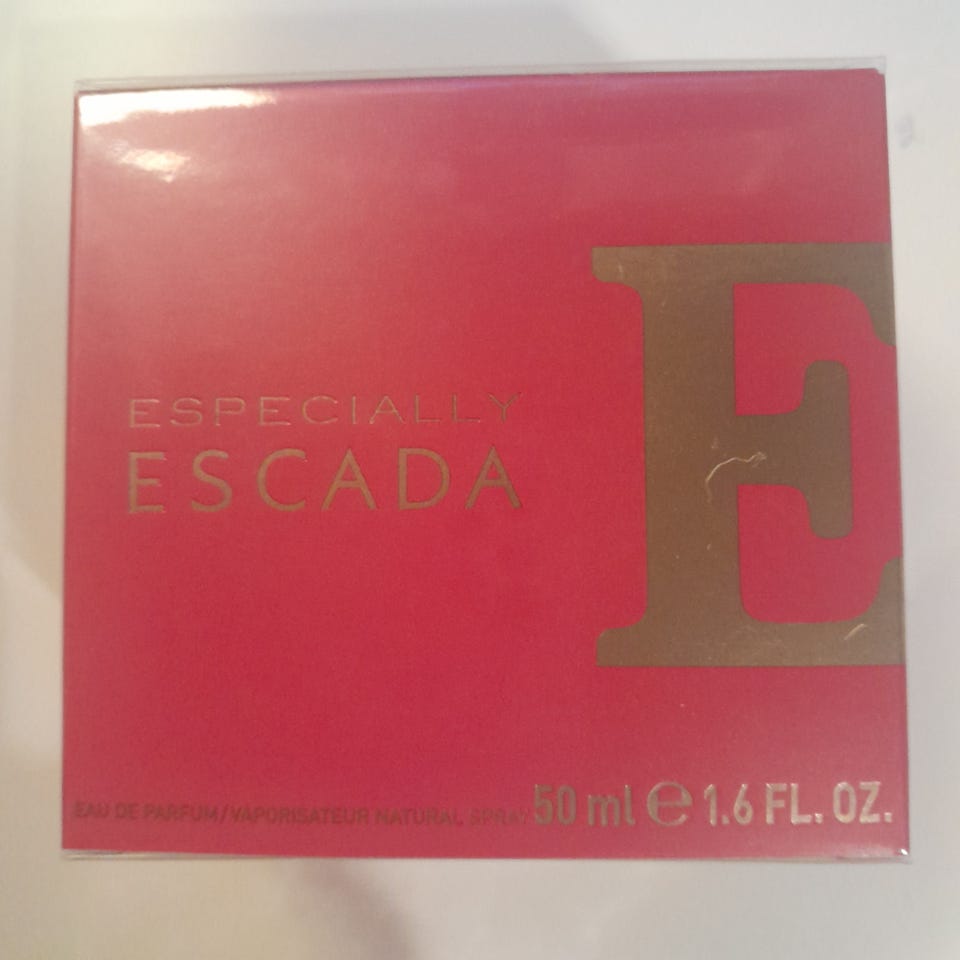 E
ESPECIALLY
ESCADA
EAU DE PARFUM/VAPORISATEUR NATURAL SPRAY 50 ml ℮ 1.6 FL. OZ.